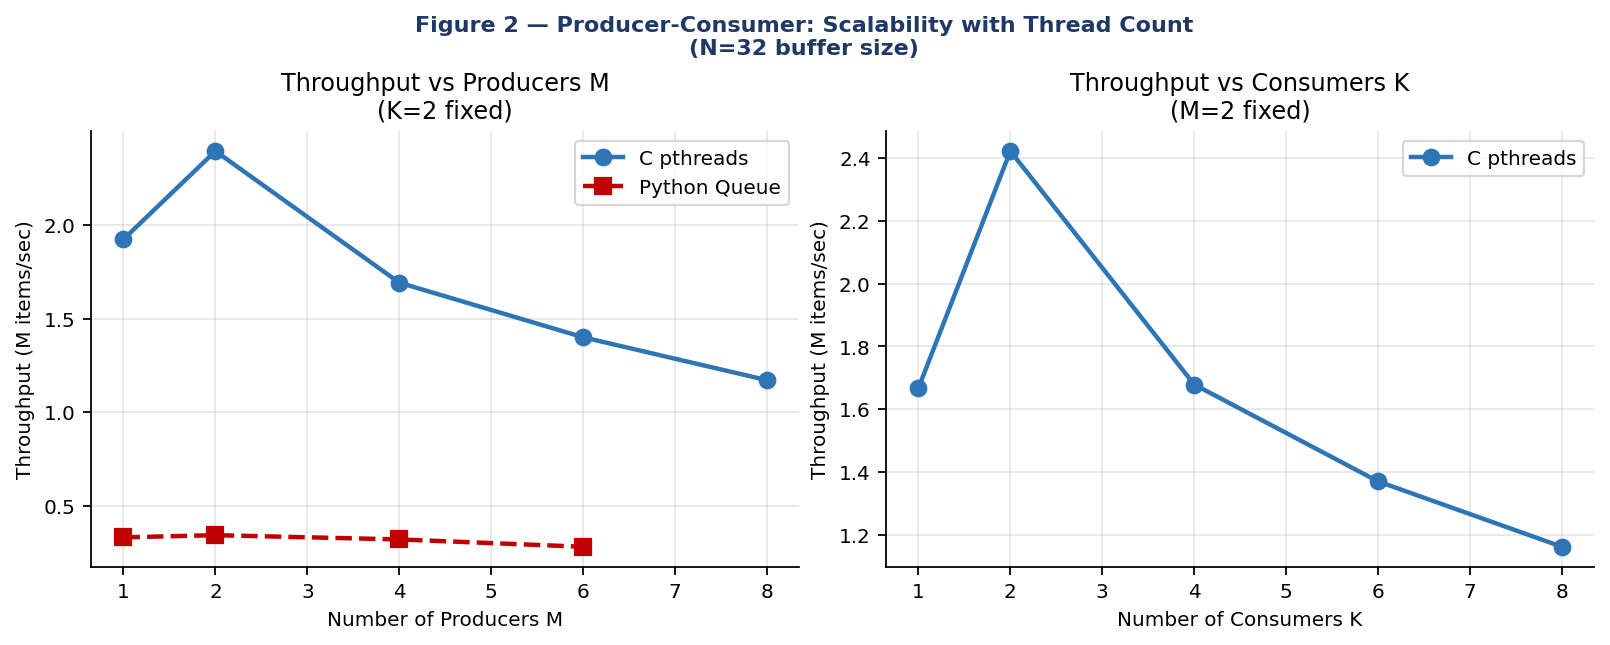 Figure 2 — Producer-Consumer: Scalability with Thread Count
(N=32 buffer size)
Throughput vs Producers M
(K=2 fixed)
C pthreads
Python Queue
Throughput (M items/sec)
2.0
1.5
1.0
0.5
1 2 3 4 5 6 7 8
Number of Producers M
Throughput vs Consumers K
(M=2 fixed)
C pthreads
Throughput (M items/sec)
2.4
2.2
2.0
1.8
1.6
1.4
1.2
1 2 3 4 5 6 7 8
Number of Consumers K